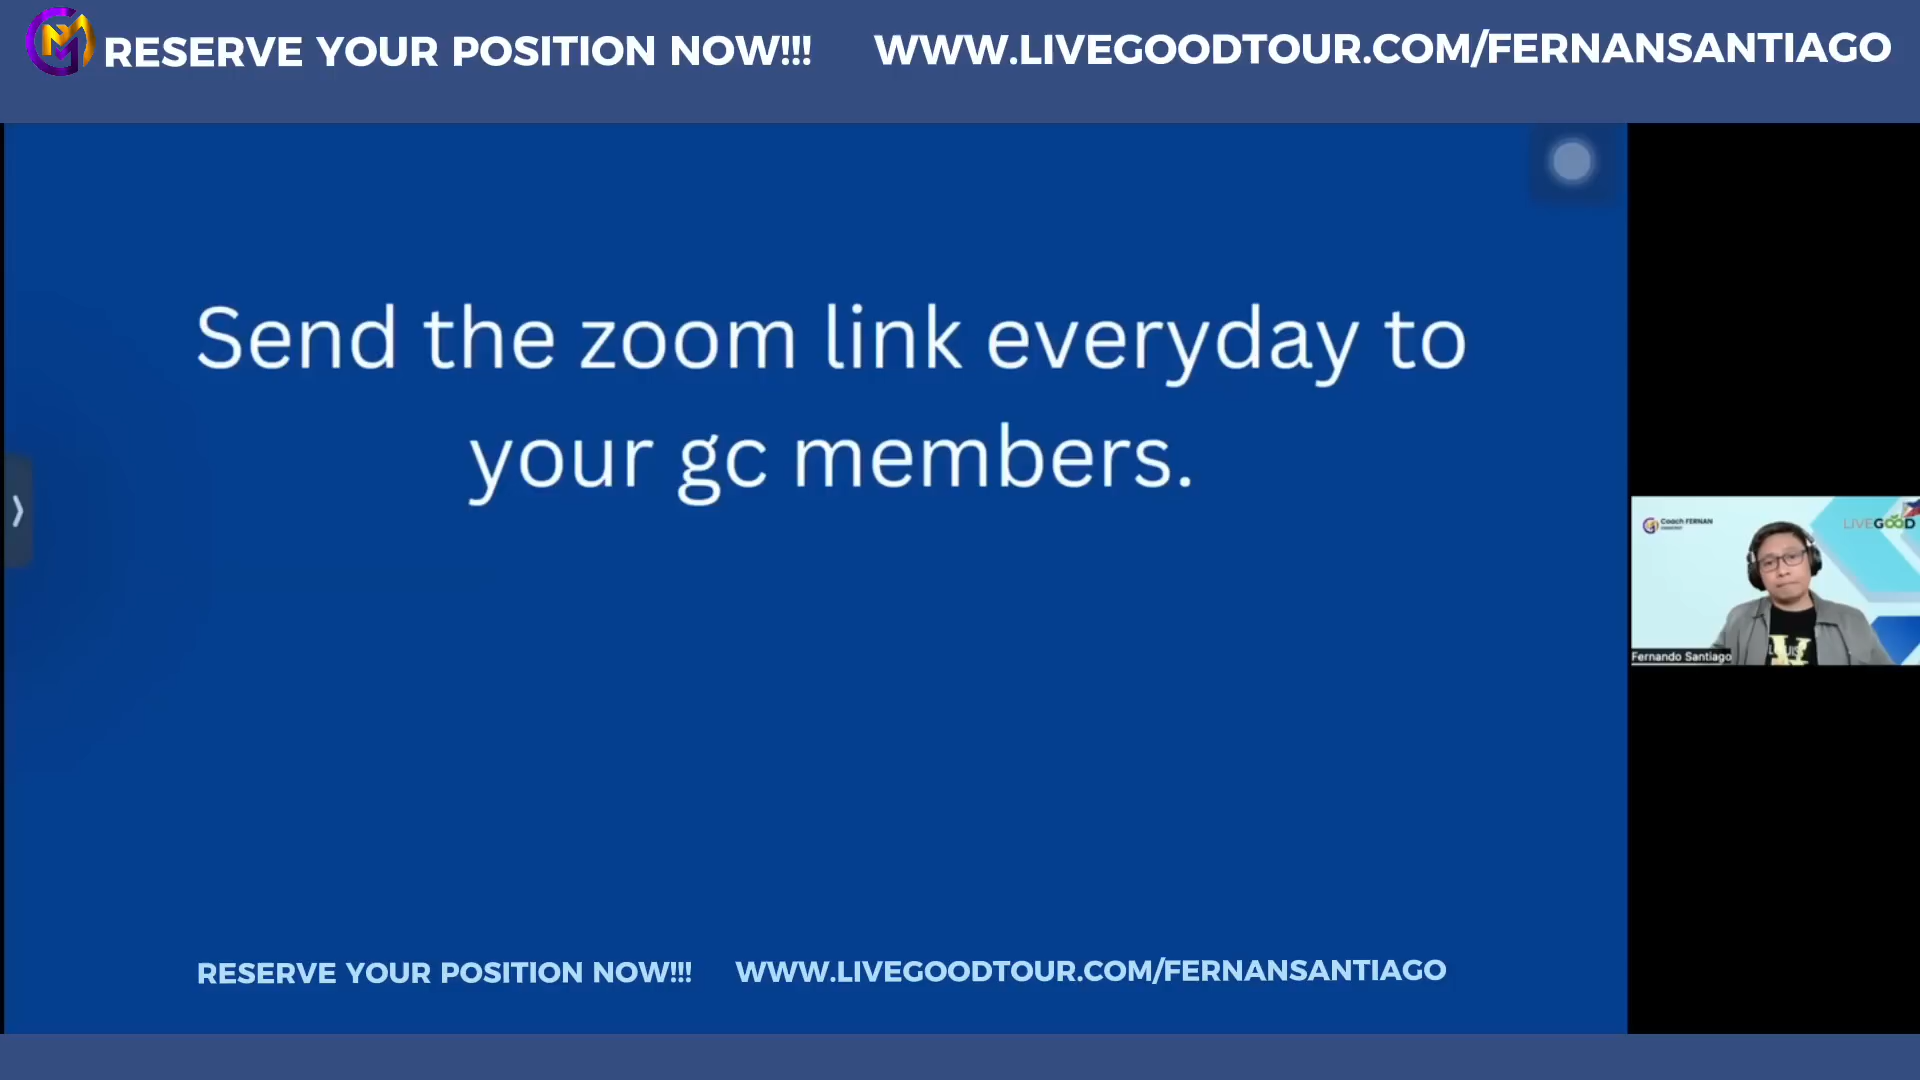 RESERVE YOUR POSITION NOW!!! WWW.LIVEGOODTOUR.COM/FERNANSANTIAGO
Send the zoom link everyday to
your gc members.
Coach FERNAN
LIVEGOOD
Fernando Santiago
RESERVE YOUR POSITION NOW!!! WWW.LIVEGOODTOUR.COM/FERNANSANTIAGO